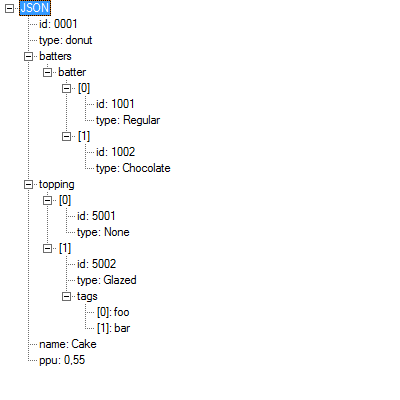 JSON
id: 0001
type: donut
batters
batter
[0]
id: 1001
type: Regular
[1]
id: 1002
type: Chocolate
topping
[0]
id: 5001
type: None
[1]
id: 5002
type: Glazed
tags
[0]: foo
[1]: bar
name: Cake
ppu: 0,55